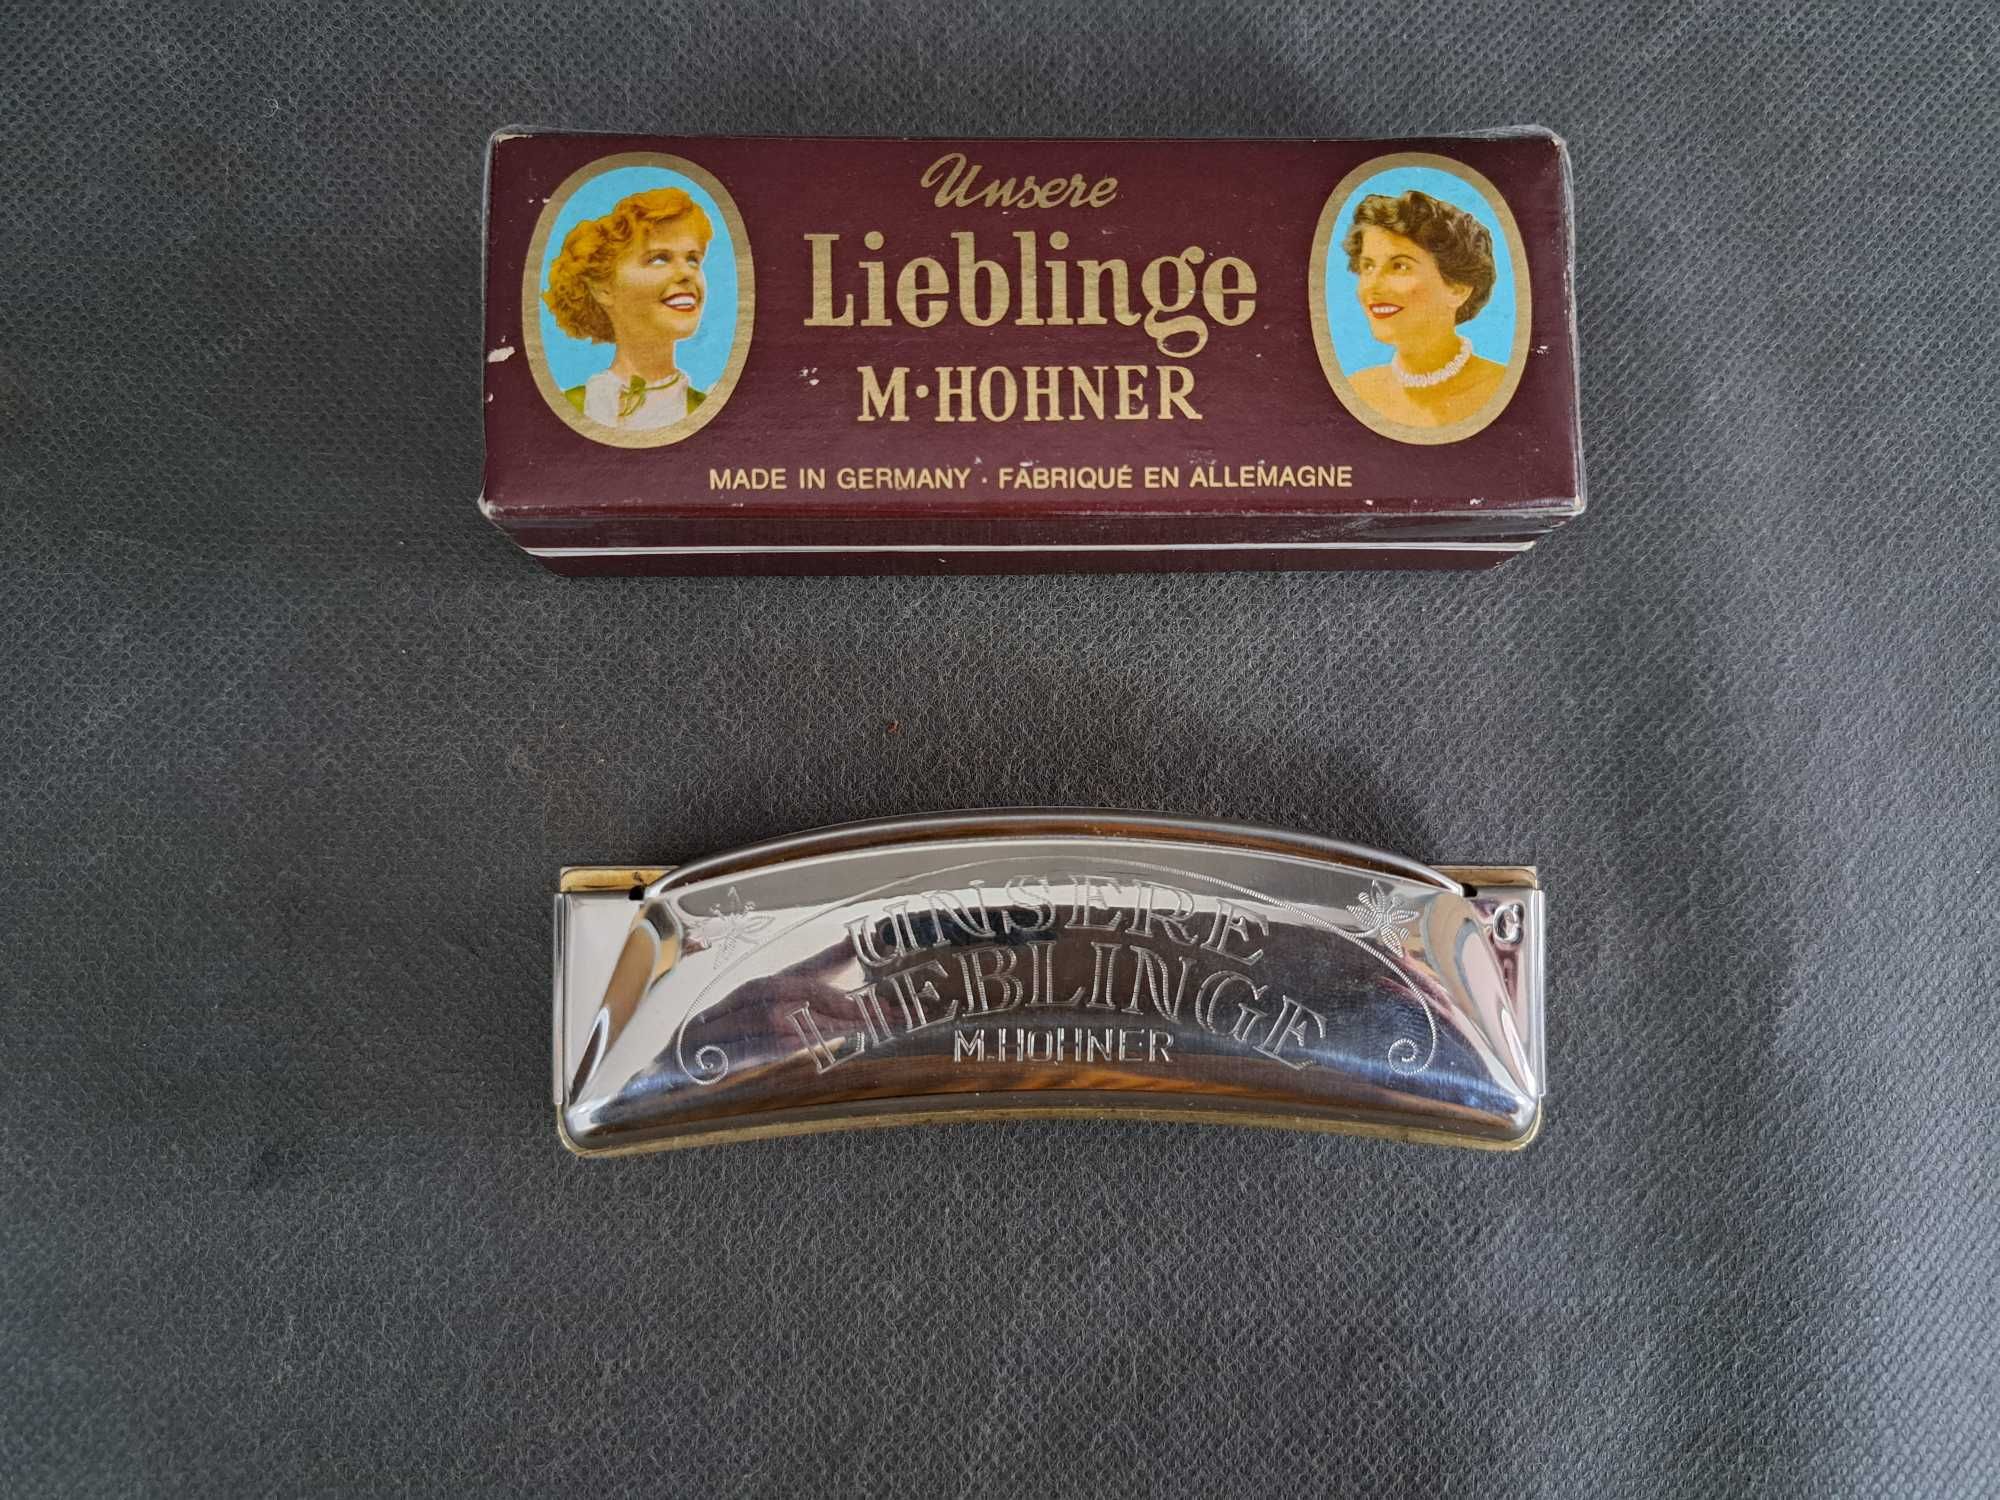 Unsere
Lieblinge
M·HOHNER
MADE IN GERMANY · FABRIQUÉ EN ALLEMAGNE
UNSERE
LIEBLINGE
M.HOHNER
G